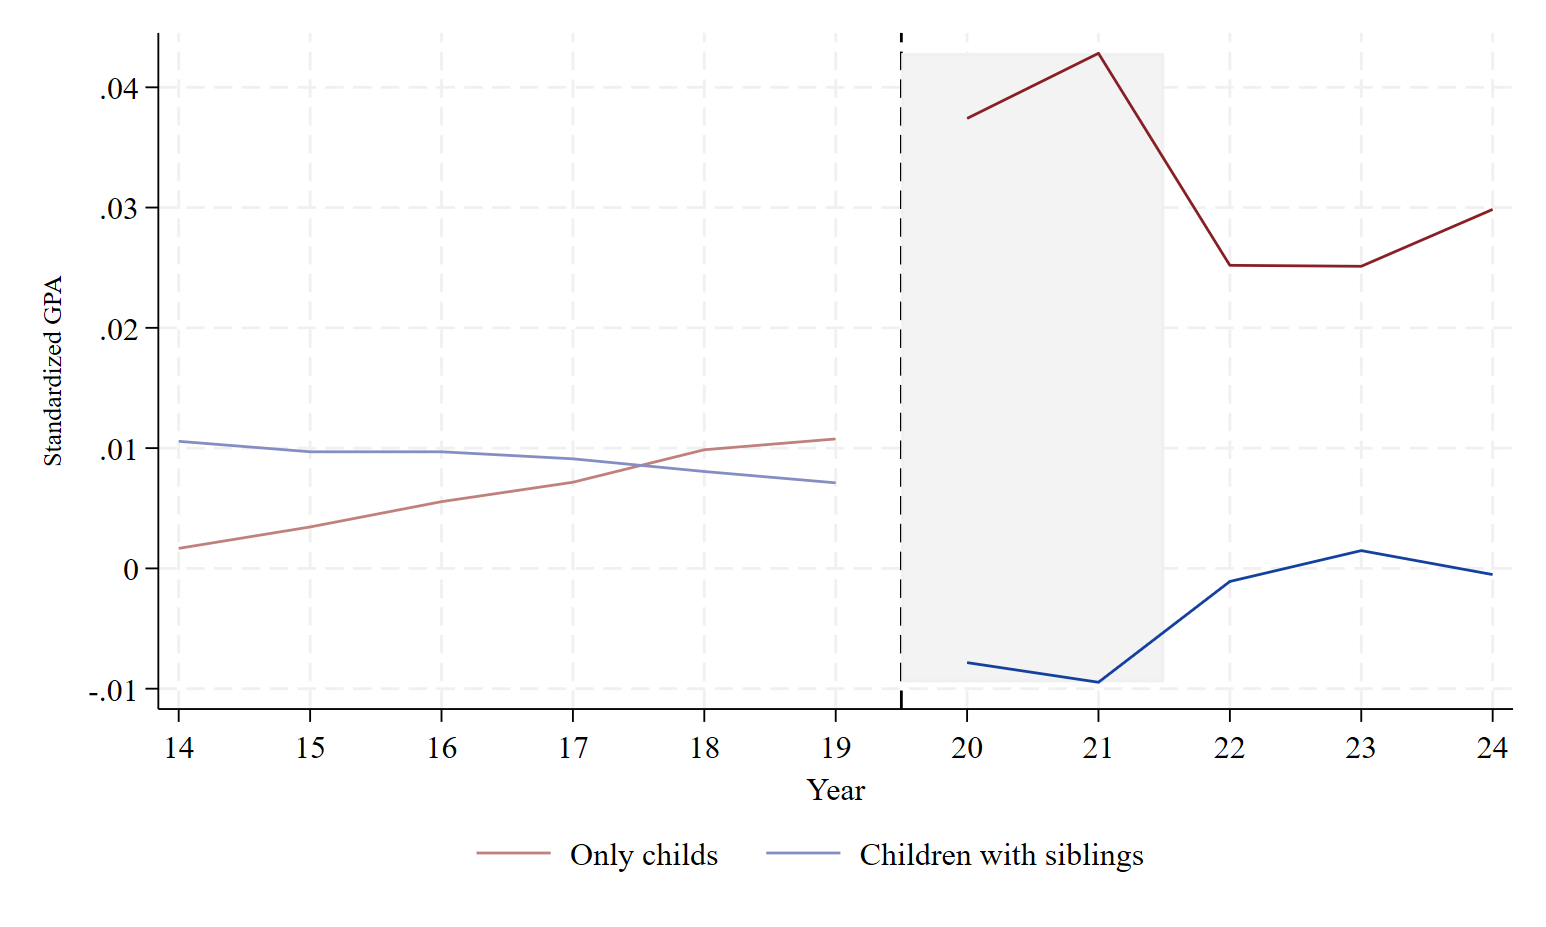 Standardized GPA
.04
.03
.02
.01
0
-.01
14 15 16 17 18 19 20 21 22 23 24
Year
Only childs Children with siblings